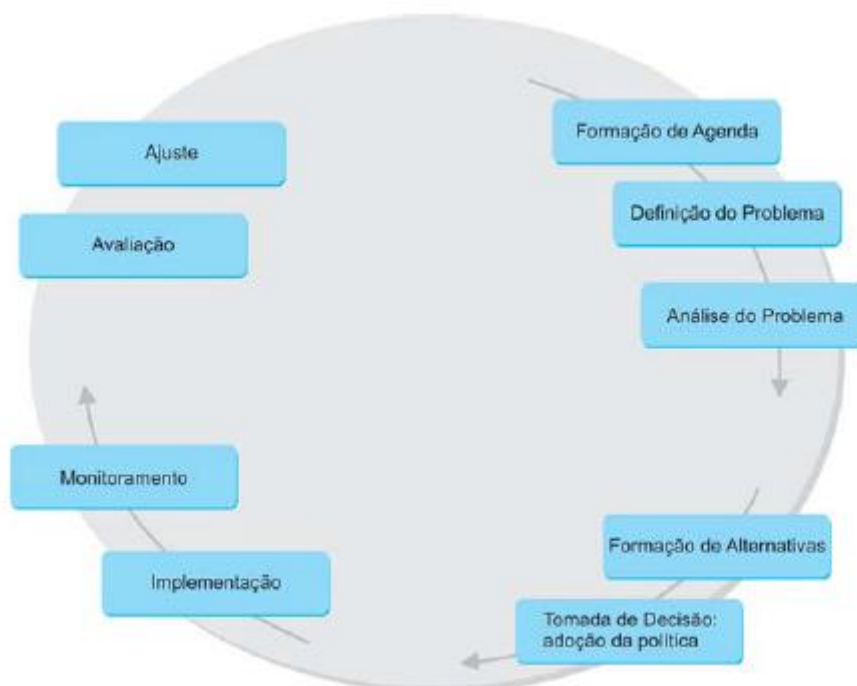 Formação de Agenda
Definição do Problema
Análise do Problema
Formação de Alternativas
Tomada de Decisão:
adoção da política
Implementação
Monitoramento
Avaliação
Ajuste